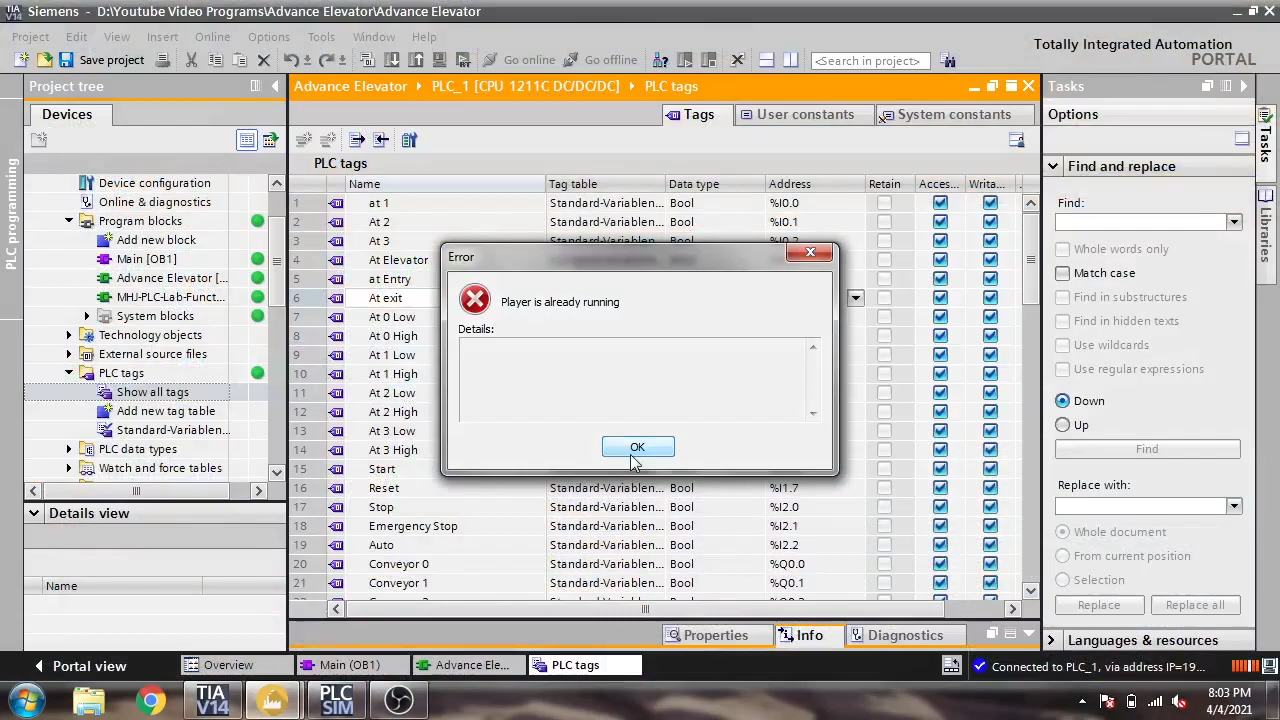 TIA V14 Siemens - D:\Youtube Video Programs\Advance Elevator\Advance Elevator
Project Edit View Insert Online Options Tools Window Help
Totally Integrated Automation
PORTAL
Save project Go online Go offline <Search in project>
Project tree
Advance Elevator PLC_1 [CPU 1211C DC/DC/DC] PLC tags
Tasks
Devices
Tags User constants System constants
Options
PLC programming
PLC tags
Find and replace
Name Tag table Data type Address Retain Acces... Writa...
Device configuration
Online & diagnostics
Program blocks
Add new block
Main [OB1]
Advance Elevator [...
MHJ-PLC-Lab-Funct...
System blocks
Technology objects
External source files
PLC tags
Show all tags
Add new tag table
Standard-Variablen...
PLC data types
Watch and force tables
Details view
Name
1 at 1 Standard-Variablen... Bool %I0.0
2 At 2 Standard-Variablen... Bool %I0.1
3 At 3
4 At Elevator
5 at Entry
6 At exit
7 At 0 Low
8 At 0 High
9 At 1 Low
10 At 1 High
11 At 2 Low
12 At 2 High
13 At 3 Low
14 At 3 High
15 Start
16 Reset Standard-Variablen... Bool %I1.7
17 Stop Standard-Variablen... Bool %I2.0
18 Emergency Stop Standard-Variablen... Bool %I2.1
19 Auto Standard-Variablen... Bool %I2.2
20 Conveyor 0 Standard-Variablen... Bool %Q0.0
21 Conveyor 1 Standard-Variablen... Bool %Q0.1
Error
Player is already running
Details:
OK
Find:
Whole words only
Match case
Find in substructures
Find in hidden texts
Use wildcards
Use regular expressions
Down
Up
Find
Replace with:
Whole document
From current position
Selection
Replace Replace all
Languages & resources
Tasks
Libraries
Properties Info Diagnostics
Portal view Overview Main (OB1) Advance Ele... PLC tags
Connected to PLC_1, via address IP=19...
TIA V14
PLC SIM
8:03 PM
4/4/2021